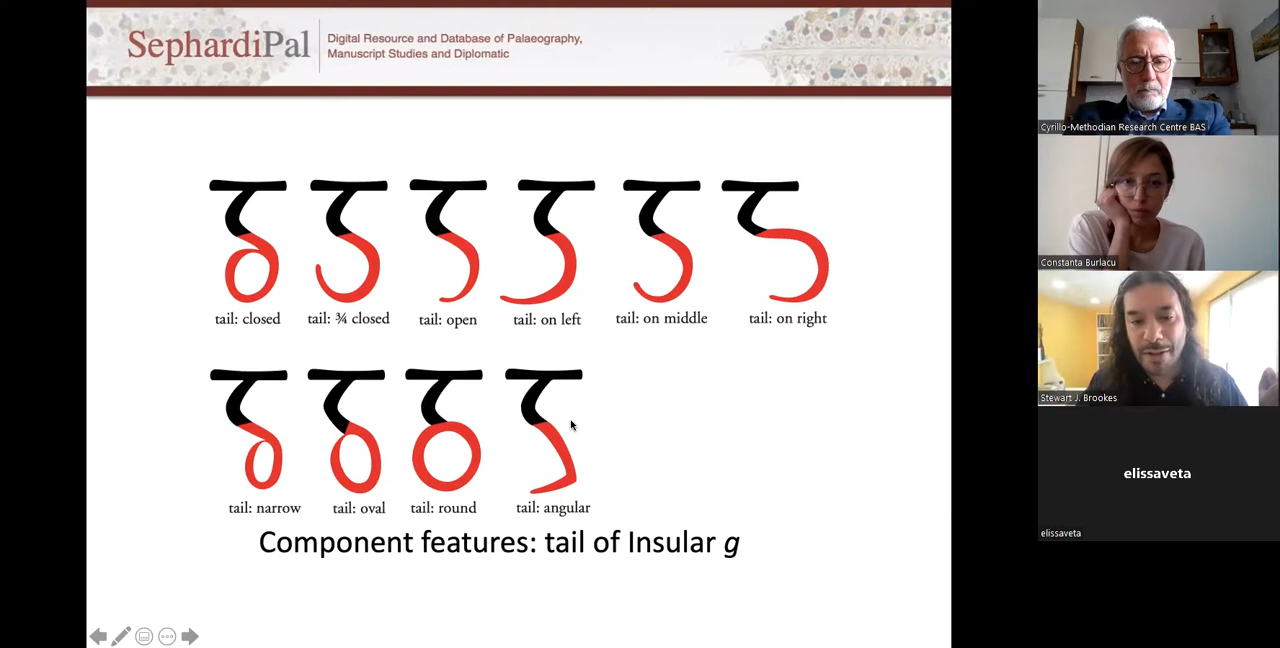 SephardiPal
Digital Resource and Database of Palaeography,
Manuscript Studies and Diplomatic
tail: closed
tail: ¾ closed
tail: open
tail: on left
tail: on middle
tail: on right
tail: narrow
tail: oval
tail: round
tail: angular
Component features: tail of Insular g
Cyrillo-Methodian Research Centre BAS
Constanta Burlacu
Stewart J. Brookes
elissaveta
elissaveta